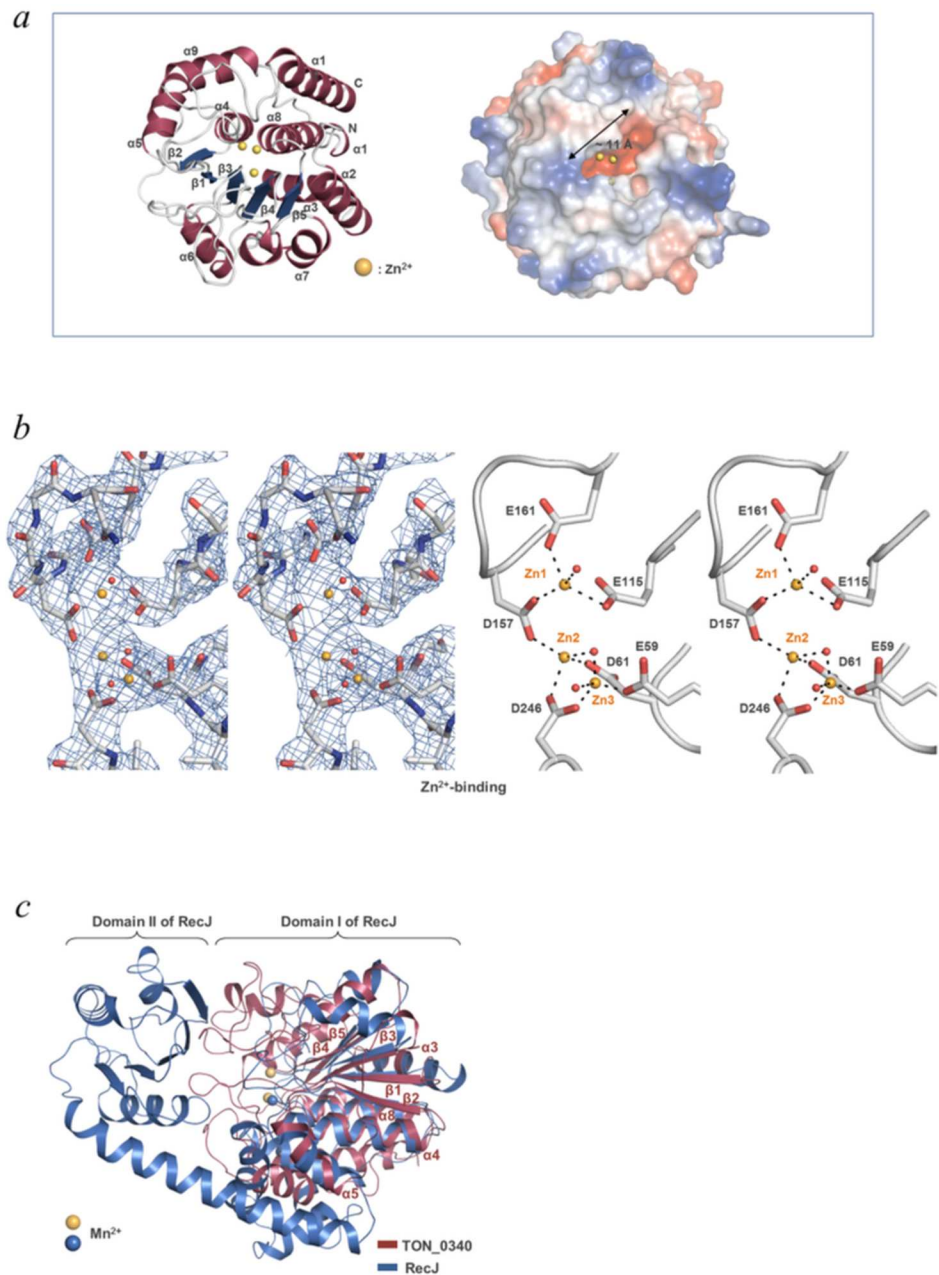 a
α9
α1
C
α4
α8
N
α5
α1
β2
α2
β1
β3
β4
α3
β5
α6
α7
: Zn²⁺
~ 11 Å
b
E161
E161
Zn1
E115
Zn1
E115
D157
D157
Zn2
E59
Zn2
E59
D61
D61
D246
Zn3
D246
Zn3
Zn²⁺-binding
c
Domain II of RecJ
Domain I of RecJ
β5
β3
β4
α3
β1
β2
α8
α4
α5
Mn²⁺
TON_0340
RecJ